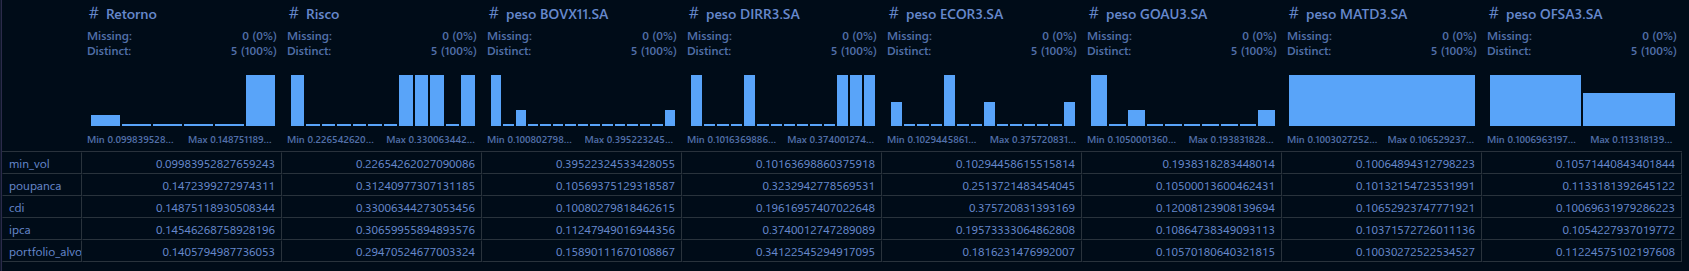 # Retorno # Risco # peso BOVX11.SA # peso DIRR3.SA # peso ECOR3.SA # peso GOAU3.SA # peso MATD3.SA # peso OFSA3.SA
Missing: 0 (0%) Missing: 0 (0%) Missing: 0 (0%) Missing: 0 (0%) Missing: 0 (0%) Missing: 0 (0%) Missing: 0 (0%) Missing: 0 (0%)
Distinct: 5 (100%) Distinct: 5 (100%) Distinct: 5 (100%) Distinct: 5 (100%) Distinct: 5 (100%) Distinct: 5 (100%) Distinct: 5 (100%) Distinct: 5 (100%)
Min 0.099839528... Max 0.148751189... Min 0.226542620... Max 0.330063442... Min 0.100802798... Max 0.395223245... Min 0.1016369886... Max 0.374001274... Min 0.1029445861... Max 0.375720831... Min 0.1050001360... Max 0.193831828... Min 0.1003027252... Max 0.106529237... Min 0.1006963197... Max 0.113318139...
min_vol 0.09983952827659243 0.22654262027090086 0.39522324533428055 0.10163698860375918 0.10294458615515814 0.1938318283448014 0.10064894312798223 0.10571440843401844
poupanca 0.1472399272974311 0.31240977307131185 0.10569375129318587 0.3232942778569531 0.2513721483454045 0.10500013600462431 0.10132154723531991 0.1133181392645122
cdi 0.14875118930508344 0.33006344273053456 0.10080279818462615 0.19616957407022648 0.375720831393169 0.12008123908139694 0.10652923747771921 0.10069631979286223
ipca 0.14546268758928196 0.30659955894893576 0.11247949016944356 0.3740012747289089 0.19573333064862808 0.10864738349093113 0.10371572726011136 0.1054227937019772
portfolio_alvo 0.1405794987736053 0.29470524677003324 0.15890111670108867 0.34122545294917095 0.1816231476992007 0.10570180640321815 0.10030272522534527 0.11224575102197608